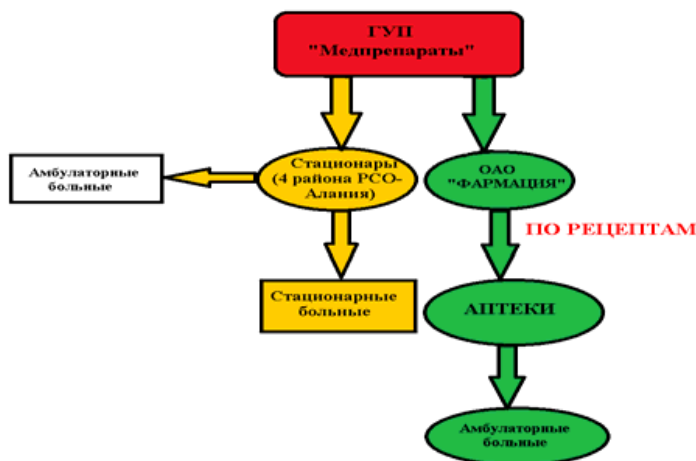 ГУП
"Медпрепараты"
Стационары
(4 района РСО-
Алания)
ОАО
"ФАРМАЦИЯ"
Амбулаторные
больные
ПО РЕЦЕПТАМ
Стационарные
больные
АПТЕКИ
Амбулаторные
больные